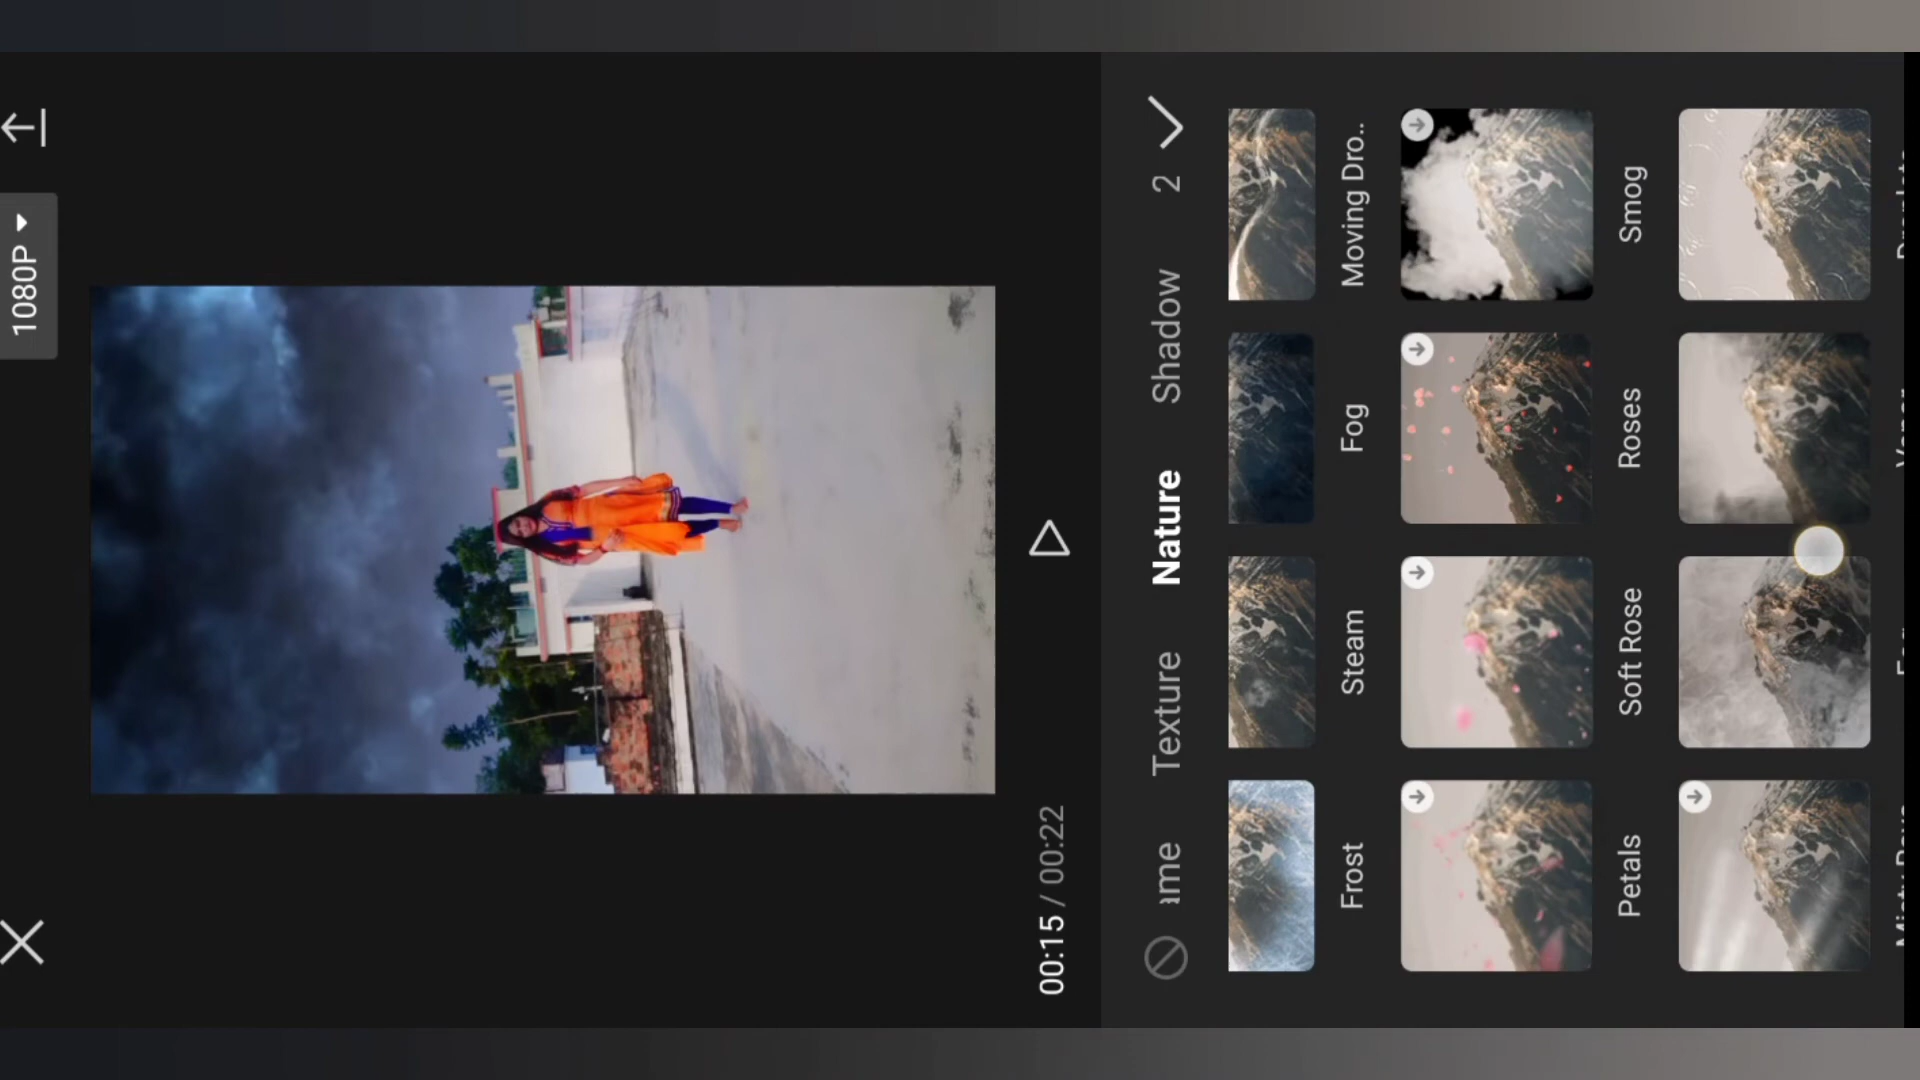 1080P
00:15 / 00:22
Texture
Nature
Shadow
2
Frost
Steam
Fog
Moving Dro..
Petals
Soft Rose
Roses
Smog